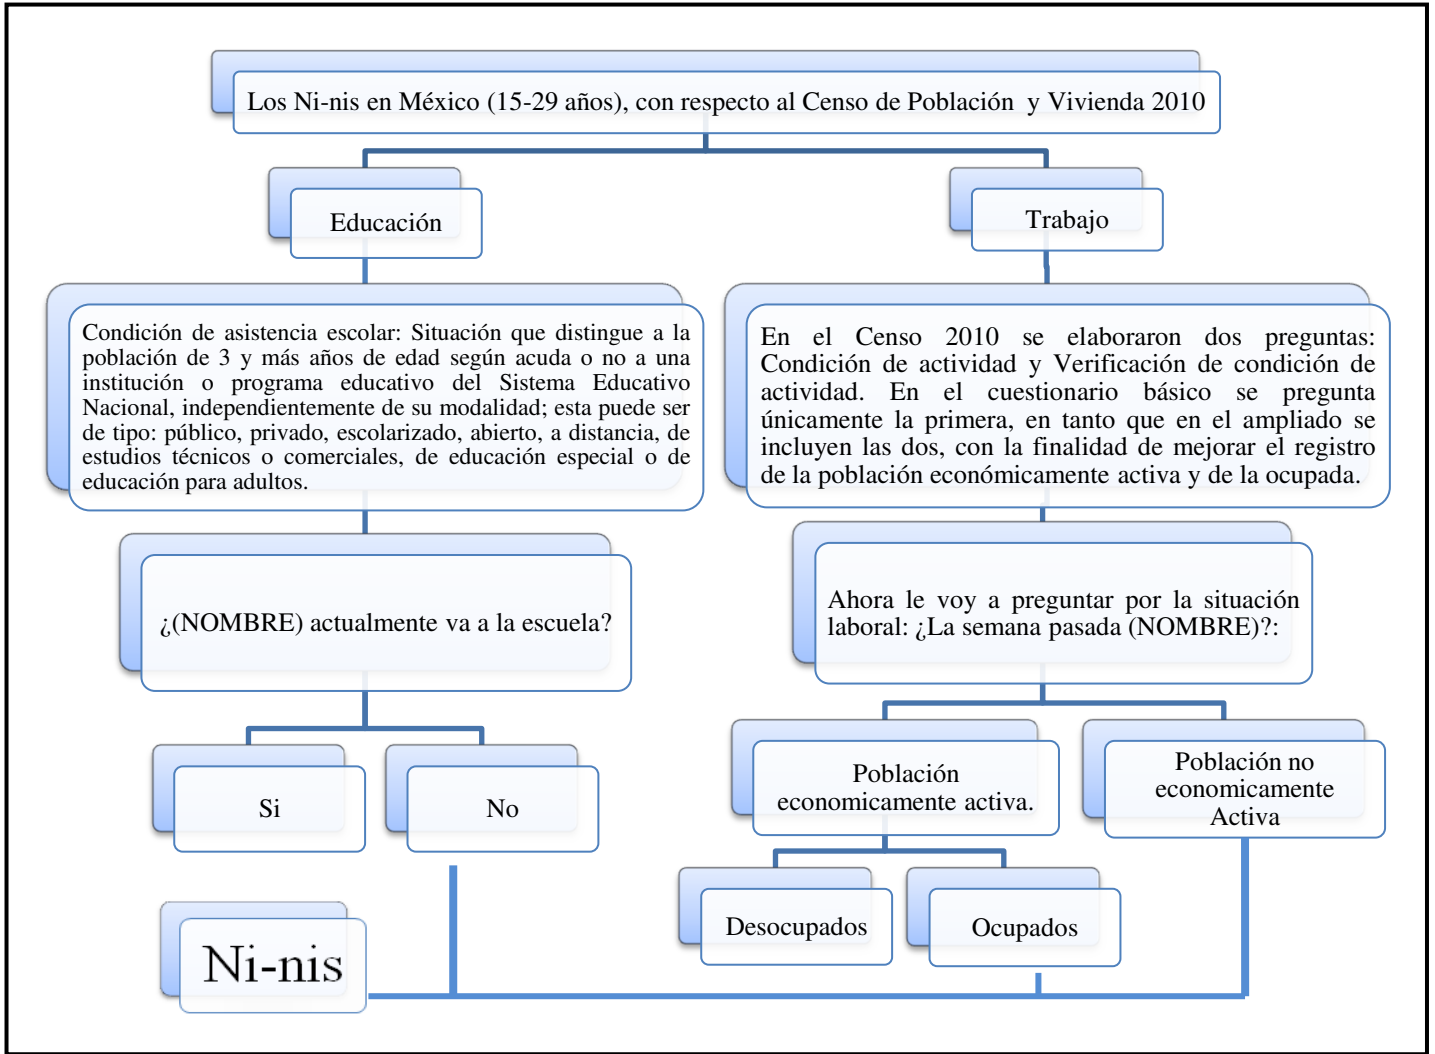 Los Ni-nis en México (15-29 años), con respecto al Censo de Población y Vivienda 2010
Educación
Trabajo
Condición de asistencia escolar: Situación que distingue a la
población de 3 y más años de edad según acuda o no a una
institución o programa educativo del Sistema Educativo
Nacional, independientemente de su modalidad; esta puede ser
de tipo: público, privado, escolarizado, abierto, a distancia, de
estudios técnicos o comerciales, de educación especial o de
educación para adultos.
En el Censo 2010 se elaboraron dos preguntas:
Condición de actividad y Verificación de condición de
actividad. En el cuestionario básico se pregunta
únicamente la primera, en tanto que en el ampliado se
incluyen las dos, con la finalidad de mejorar el registro
de la población económicamente activa y de la ocupada.
¿(NOMBRE) actualmente va a la escuela?
Ahora le voy a preguntar por la situación
laboral: ¿La semana pasada (NOMBRE)?:
Si
No
Población
economicamente activa.
Población no
economicamente
Activa
Desocupados
Ocupados
Ni-nis